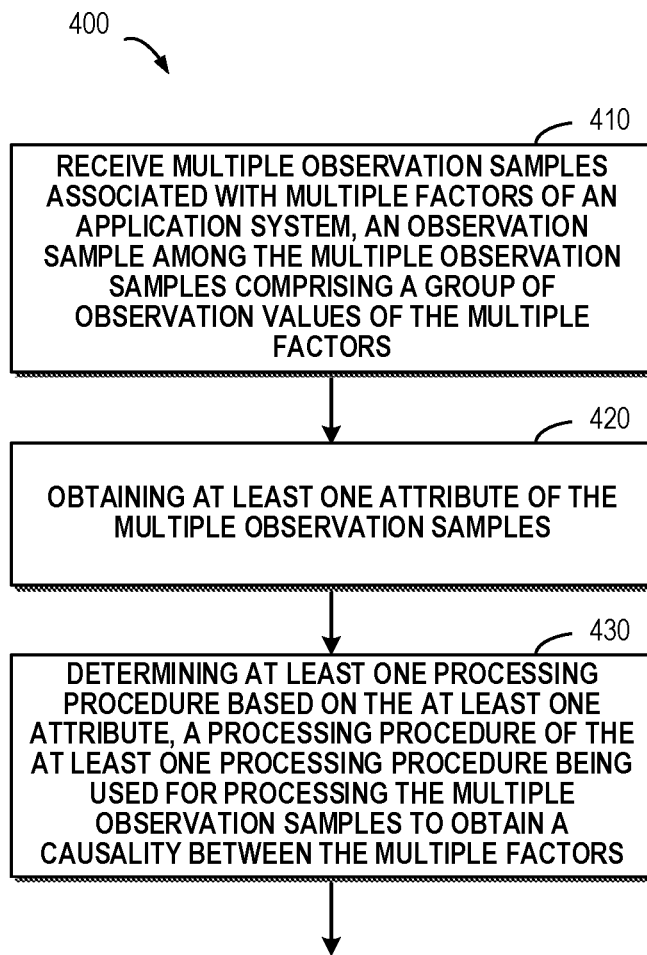 400
410
RECEIVE MULTIPLE OBSERVATION SAMPLES
ASSOCIATED WITH MULTIPLE FACTORS OF AN
APPLICATION SYSTEM, AN OBSERVATION
SAMPLE AMONG THE MULTIPLE OBSERVATION
SAMPLES COMPRISING A GROUP OF
OBSERVATION VALUES OF THE MULTIPLE
FACTORS
420
OBTAINING AT LEAST ONE ATTRIBUTE OF THE
MULTIPLE OBSERVATION SAMPLES
430
DETERMINING AT LEAST ONE PROCESSING
PROCEDURE BASED ON THE AT LEAST ONE
ATTRIBUTE, A PROCESSING PROCEDURE OF THE
AT LEAST ONE PROCESSING PROCEDURE BEING
USED FOR PROCESSING THE MULTIPLE
OBSERVATION SAMPLES TO OBTAIN A
CAUSALITY BETWEEN THE MULTIPLE FACTORS